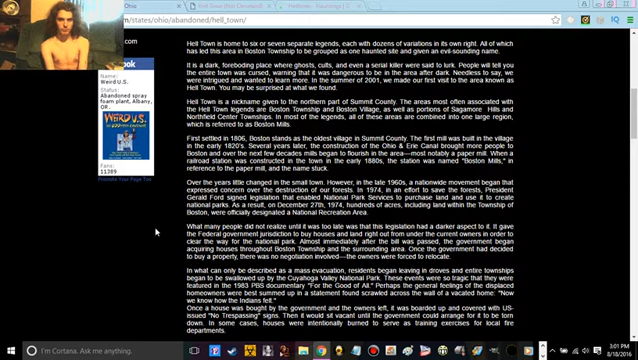 Ohio
/states/ohio/abandoned/hell_town/
Hell Town is home to six or seven separate legends, each with dozens of variations in its own right. All of which
has led this area in Boston Township to be grouped as one haunted site and given an evil-sounding name.
It is a dark, foreboding place where ghosts, cults, and even a serial killer were said to lurk. People will tell you
the entire town was cursed, warning that it was dangerous to be in the area after dark. Needless to say, we
were intrigued and wanted to learn more. In the summer of 2001, we made our first visit to the area known as
Hell Town. You may be surprised at what we found.
Hell Town is a nickname given to the northern part of Summit County. The areas most often associated with
the Hell Town legends are Boston Township and Boston Village, as well as portions of Sagamore Hills and
Northfield Center Townships. In most of the legends, all of these areas are combined into one large region,
which is referred to as Boston Mills.
First settled in 1806, Boston stands as the oldest village in Summit County. The first mill was built in the village
in the early 1820's. Several years later, the construction of the Ohio & Erie Canal brought more people to
Boston and over the next few decades mills began to flourish in the area—most notably a paper mill. When a
railroad station was constructed in the town in the early 1880s, the station was named "Boston Mills," in
reference to the paper mill, and the name stuck.
Over the years little changed in the small town. However, in the late 1960s, a nationwide movement began that
expressed concern over the destruction of our forests. In 1974, in an effort to save the forests, President
Gerald Ford signed legislation that enabled National Park Services to purchase land and use it to create
national parks. As a result, on December 27th, 1974, hundreds of acres, including land within the Township of
Boston, were officially designated a National Recreation Area.
What many people did not realize until it was too late was that this legislation had a darker aspect to it. It gave
the Federal government jurisdiction to buy houses and land right out from under the current owners in order to
clear the way for the national park. Almost immediately after the bill was passed, the government began
acquiring houses throughout Boston Township and the surrounding area. Once the government had decided
to buy a property, there was no negotiation involved—the owners were forced to relocate.
In what can only be described as a mass evacuation, residents began leaving in droves and entire townships
began to be swallowed up by the Cuyahoga Valley National Park. These events were so tragic that they were
featured in the 1983 PBS documentary "For the Good of All." Perhaps the general feelings of the displaced
homeowners were best summed up in a statement found scrawled across the wall of a vacated home: "Now
we know how the Indians felt."
Once a house was bought by the government and the owners left, it was boarded up and covered with US-
issued "No Trespassing" signs. Then it would sit vacant until the government could arrange for it to be torn
down. In some cases, houses were intentionally burned to serve as training exercises for local fire
departments.
.com
Name:
Weird U.S.
Status:
Abandoned spray
foam plant, Albany,
OR.
WEIRD U.S.
Fans:
11389
Promote Your Page Too
I'm Cortana. Ask me anything.
3:01 PM
8/18/2016